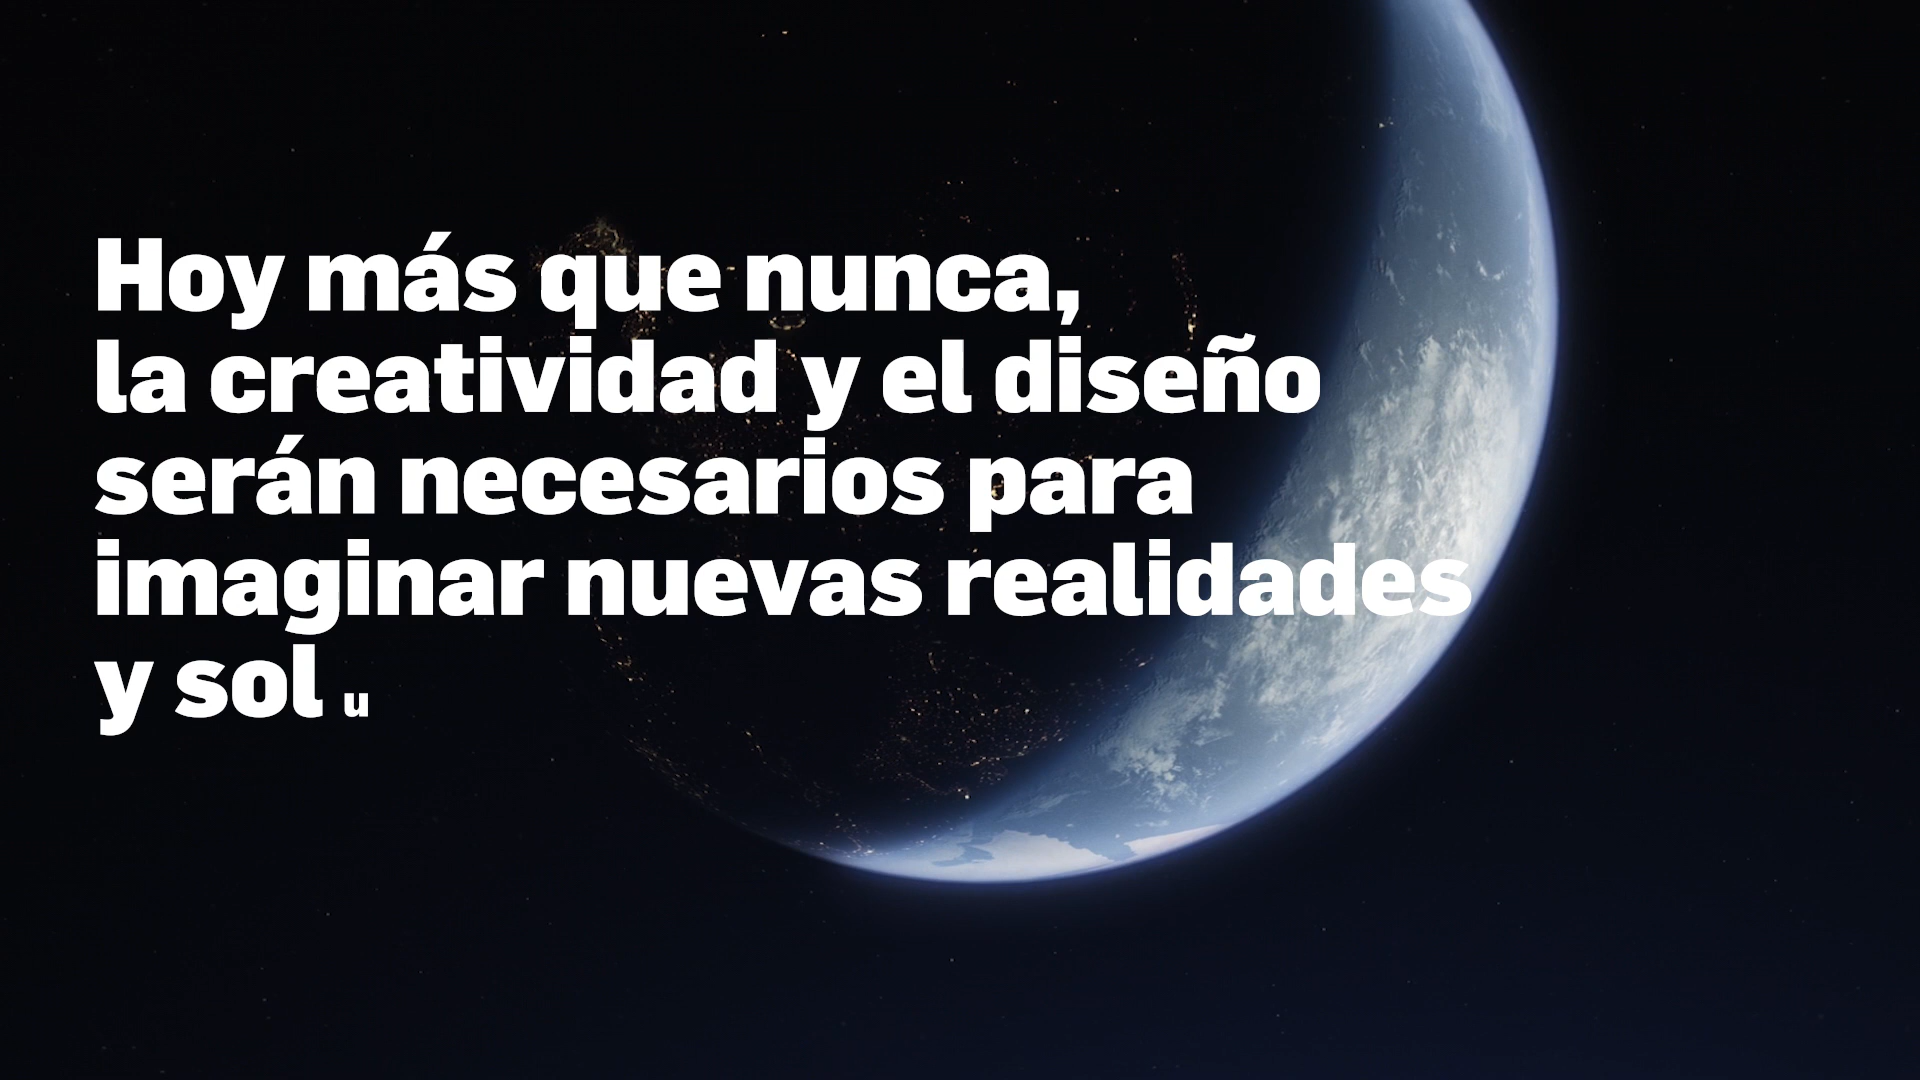 Hoy más que nunca,
la creatividad y el diseño
serán necesarios para
imaginar nuevas realidades
y sol u